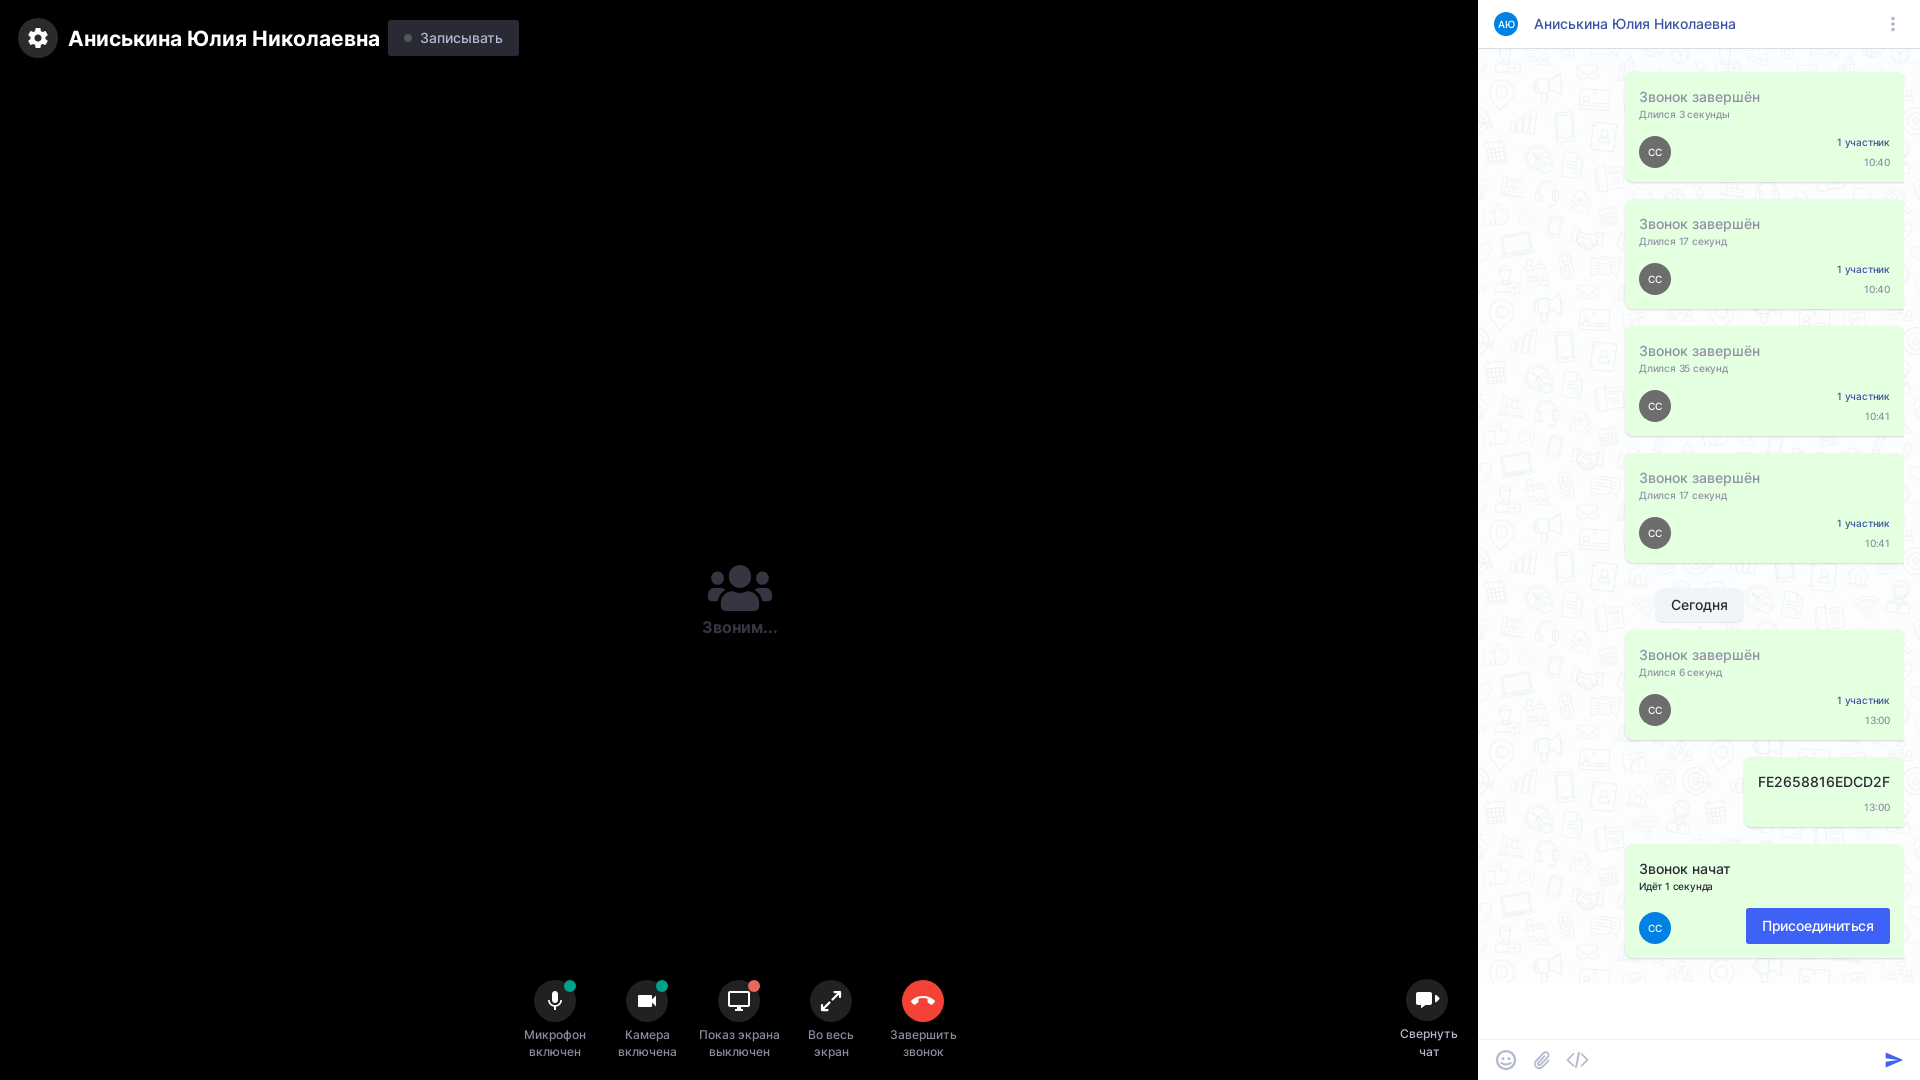 Аниськина Юлия Николаевна
Записывать
Звоним...
Микрофон включен
Камера включена
Показ экрана выключен
Во весь экран
Завершить звонок
Свернуть чат
АЮ
Аниськина Юлия Николаевна
Звонок завершён
Длился 3 секунды
СС
1 участник
10:40
Звонок завершён
Длился 17 секунд
СС
1 участник
10:40
Звонок завершён
Длился 35 секунд
СС
1 участник
10:41
Звонок завершён
Длился 17 секунд
СС
1 участник
10:41
Сегодня
Звонок завершён
Длился 6 секунд
СС
1 участник
13:00
FE2658816EDCD2F
13:00
Звонок начат
Идёт 1 секунда
СС
Присоединиться